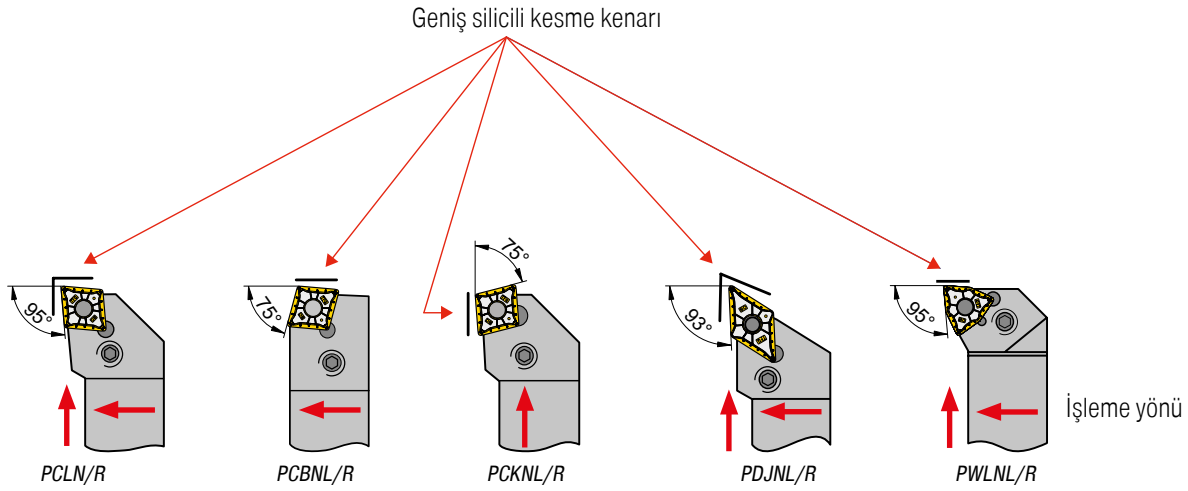 Geniş silicili kesme kenarı
95°
75°
75°
93°
95°
İşleme yönü
PCLN/R
PCBNL/R
PCKNL/R
PDJNL/R
PWLNL/R